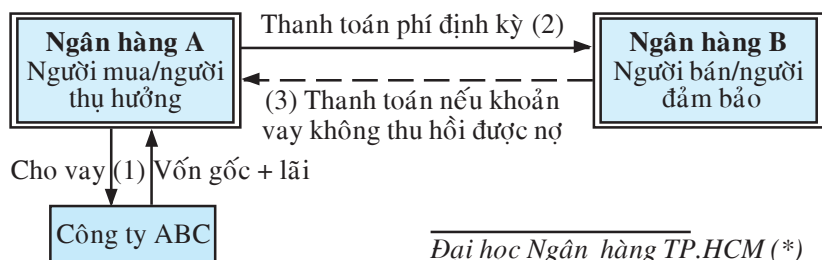 Thanh toán phí định kỳ (2)
Ngân hàng A
Người mua/người
thụ hưởng
Ngân hàng B
Người bán/người
đảm bảo
(3) Thanh toán nếu khoản
vay không thu hồi được nợ
Cho vay (1) Vốn gốc + lãi
Công ty ABC
Đại học Ngân hàng TP.HCM (*)